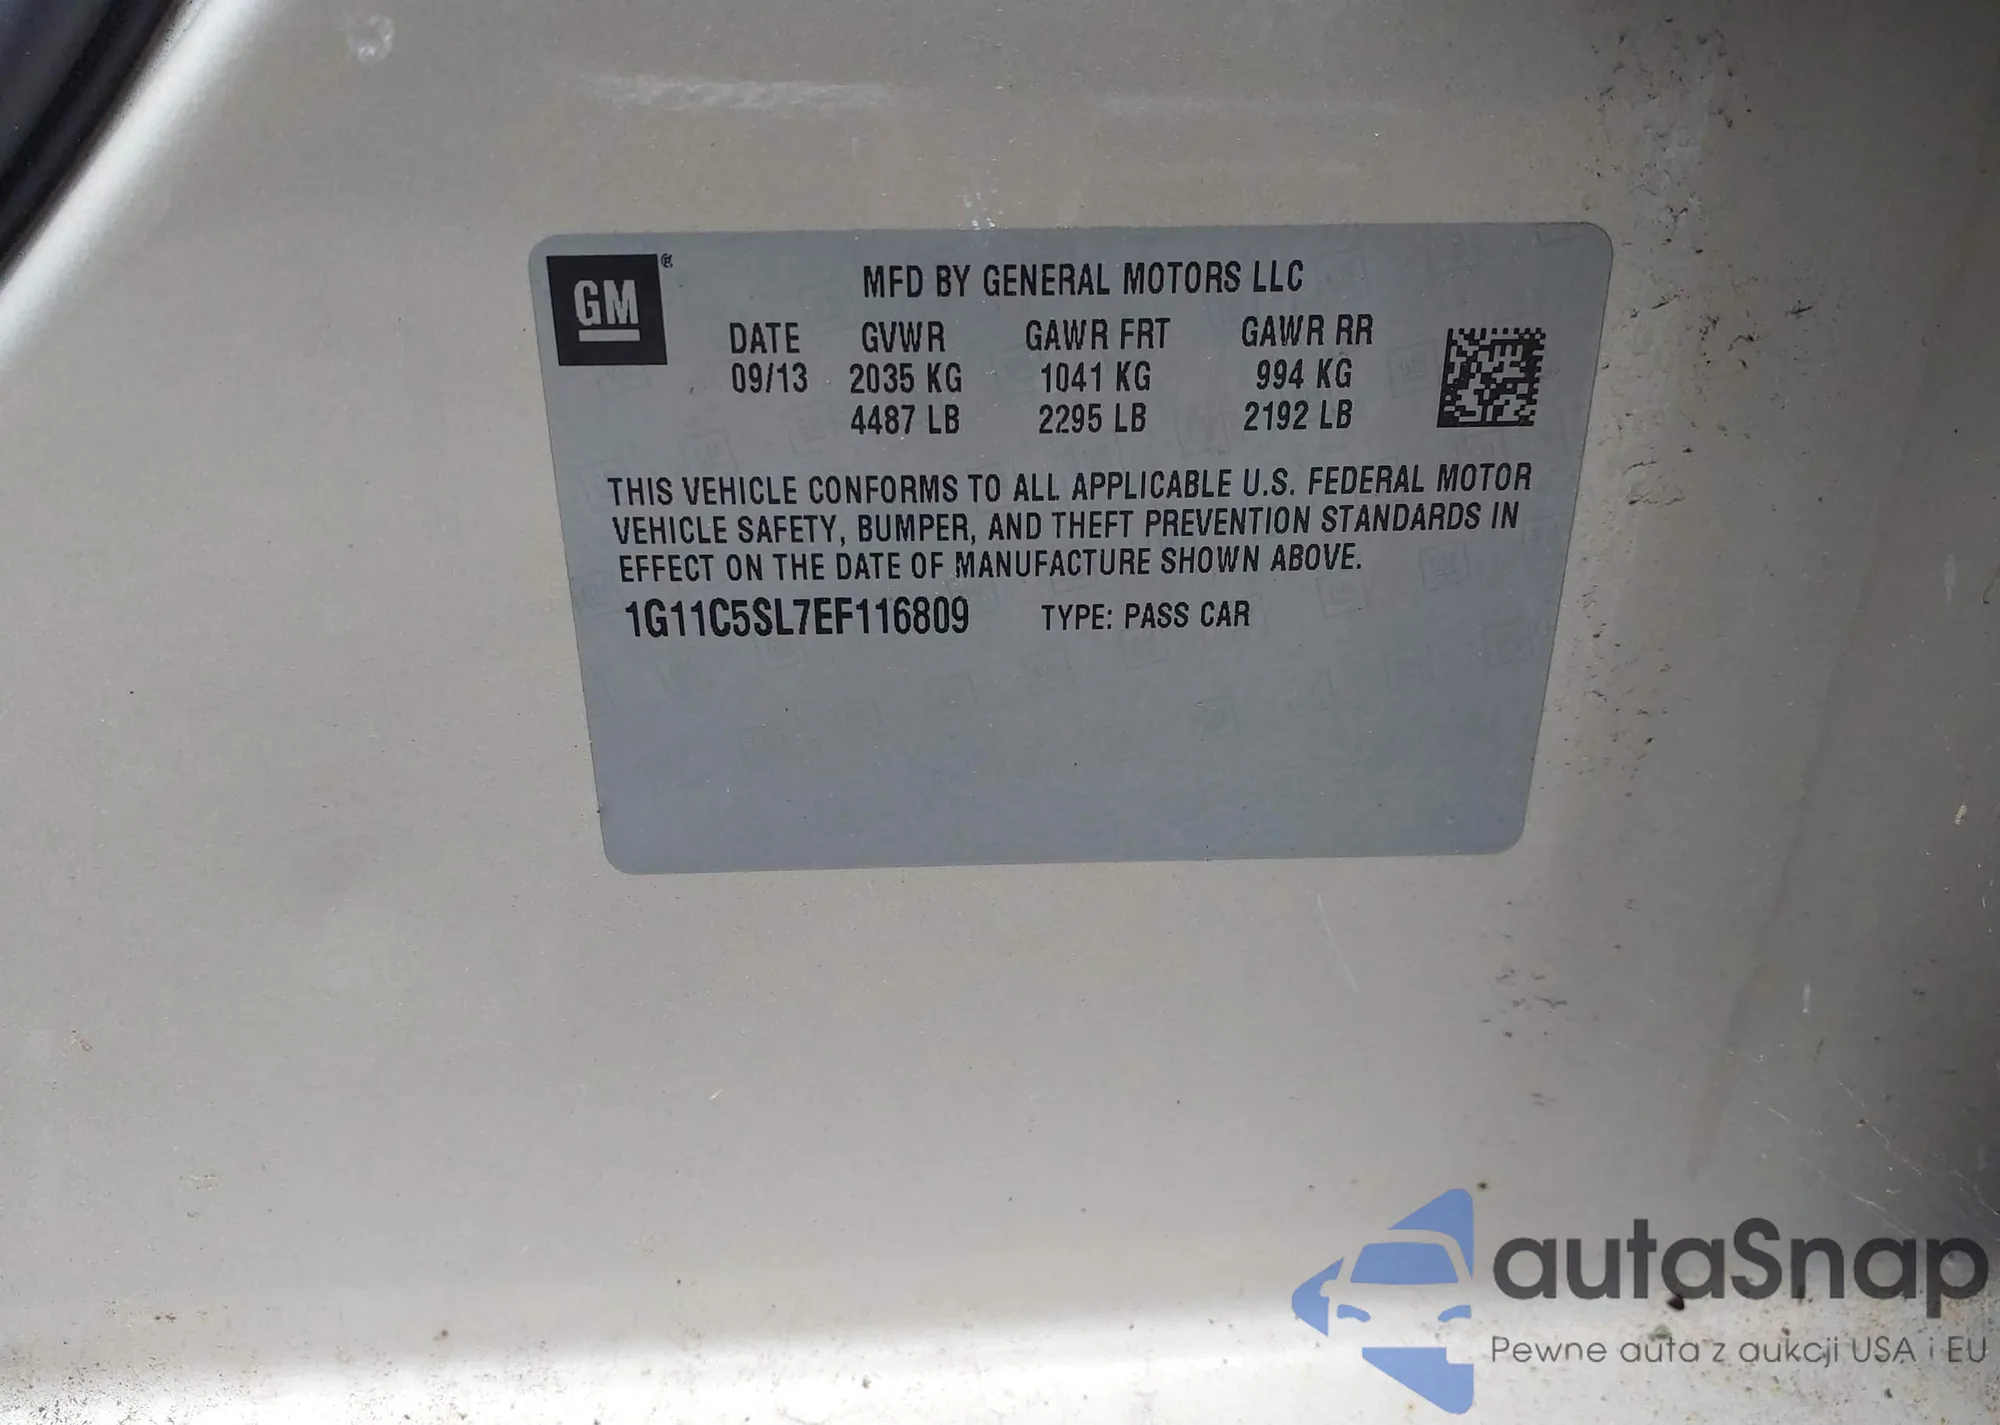 GM®
MFD BY GENERAL MOTORS LLC
DATE GVWR GAWR FRT GAWR RR
09/13 2035 KG 1041 KG 994 KG
4487 LB 2295 LB 2192 LB
THIS VEHICLE CONFORMS TO ALL APPLICABLE U.S. FEDERAL MOTOR
VEHICLE SAFETY, BUMPER, AND THEFT PREVENTION STANDARDS IN
EFFECT ON THE DATE OF MANUFACTURE SHOWN ABOVE.
1G11C5SL7EF116809 TYPE: PASS CAR
autaSnap
Pewne auta z aukcji USA i EU